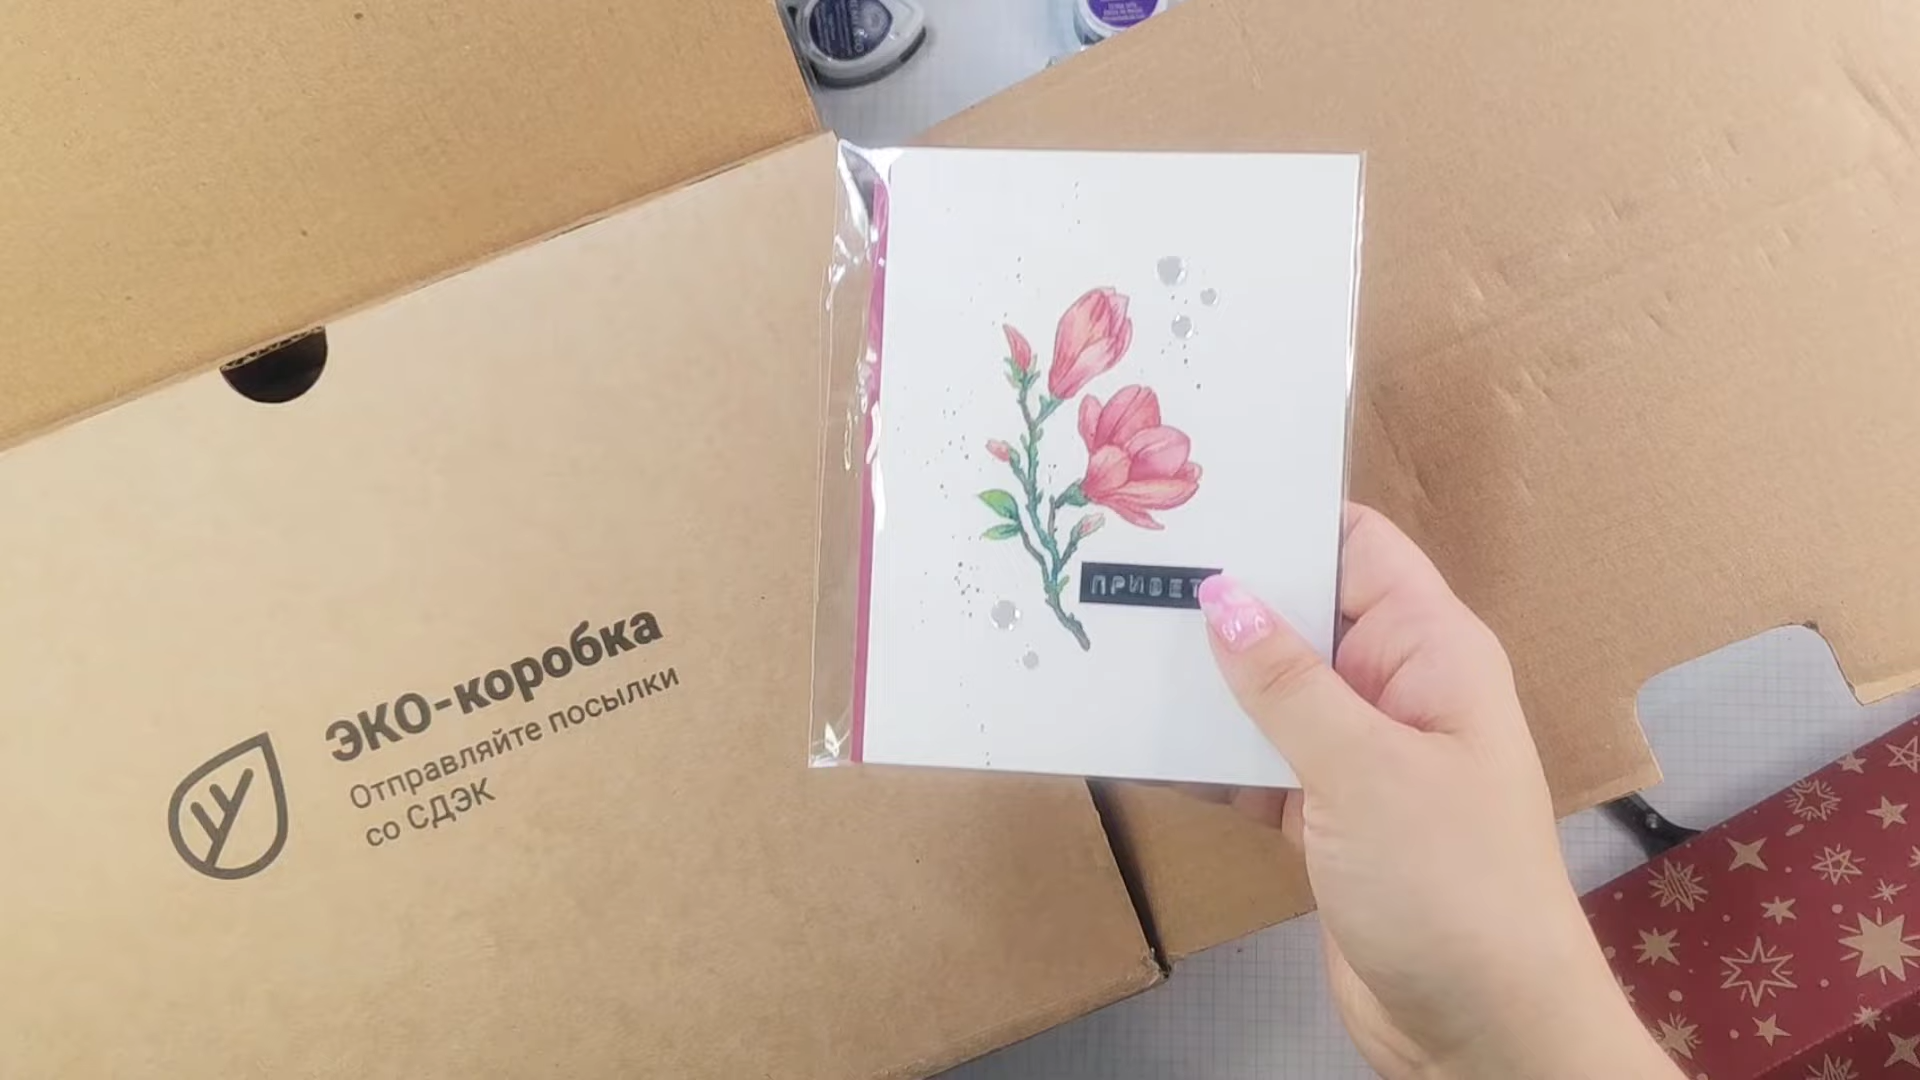 ПРИВЕТ
ЭКО-коробка
Отправляйте посылки
со СДЭК